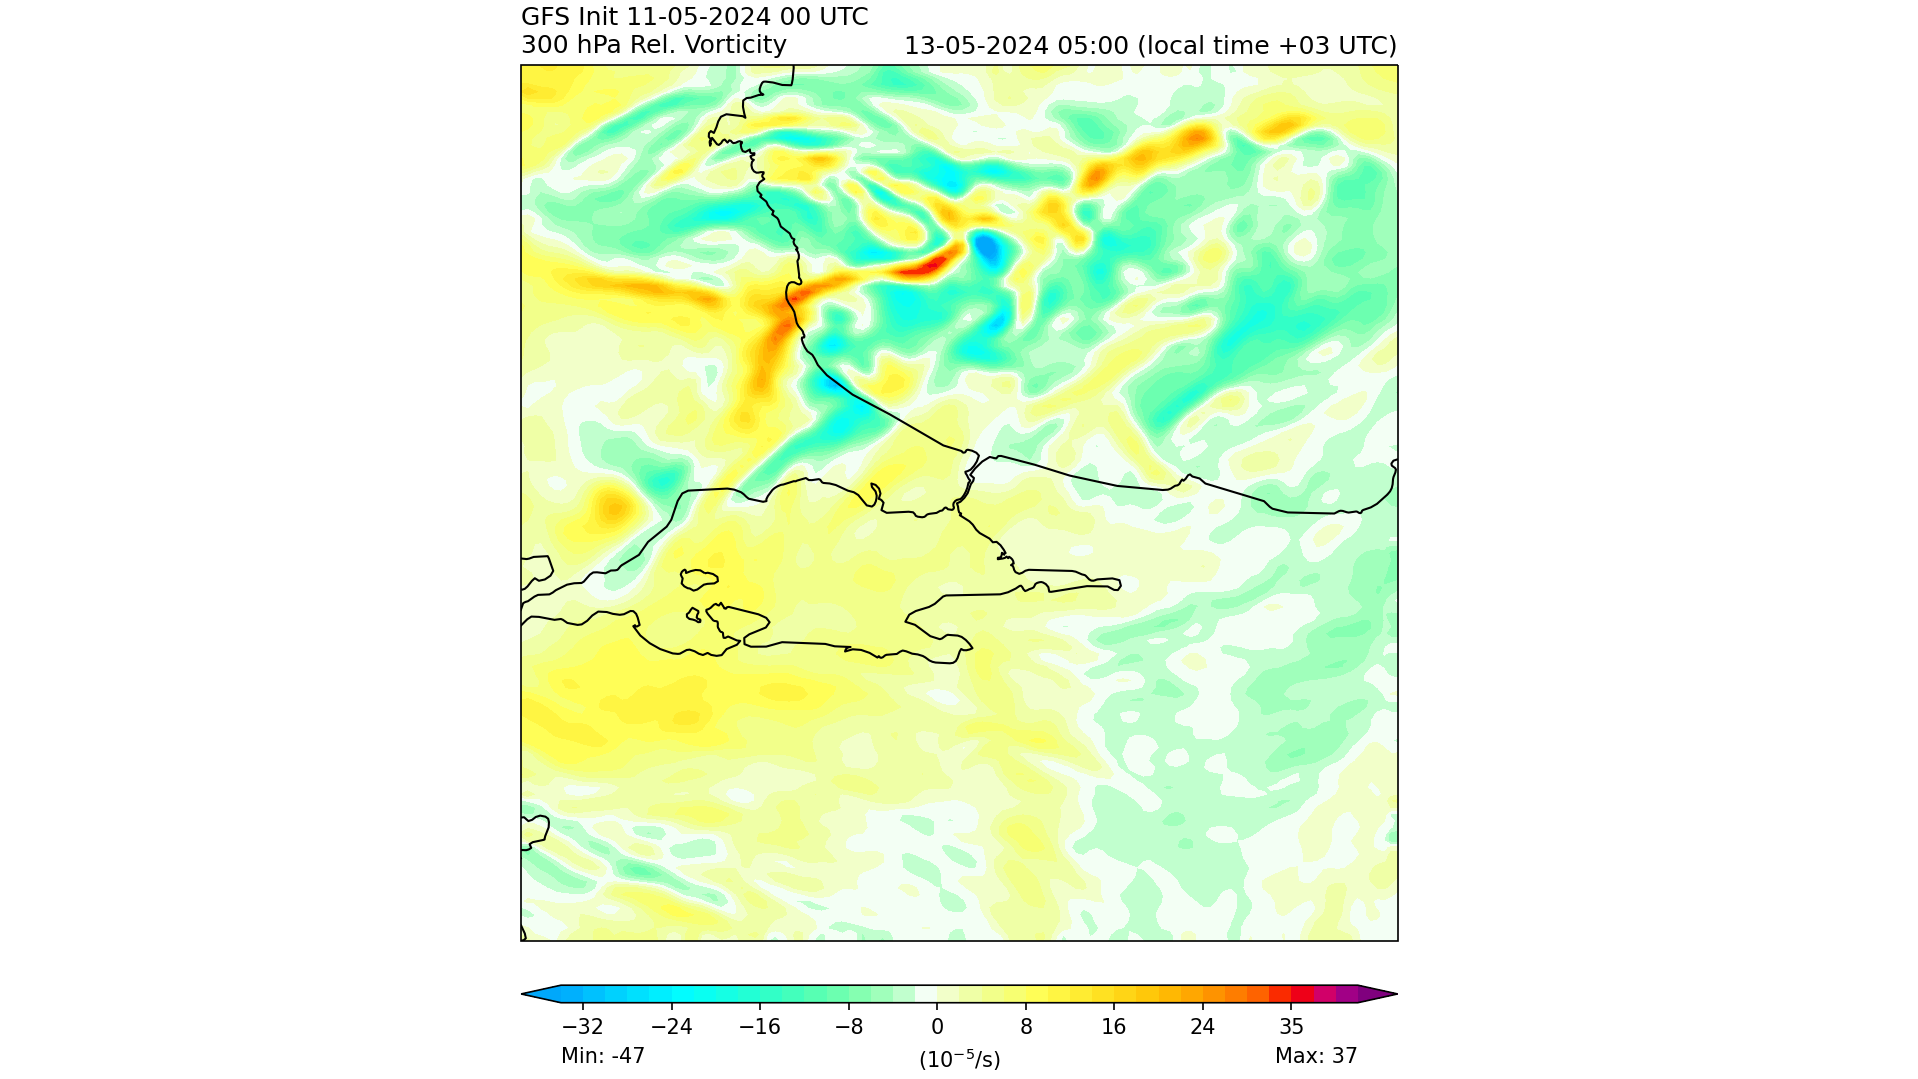 GFS Init 11-05-2024 00 UTC
300 hPa Rel. Vorticity
13-05-2024 05:00 (local time +03 UTC)
−32 −24 −16 −8 0 8 16 24 35
Min: -47
(10⁻⁵/s)
Max: 37